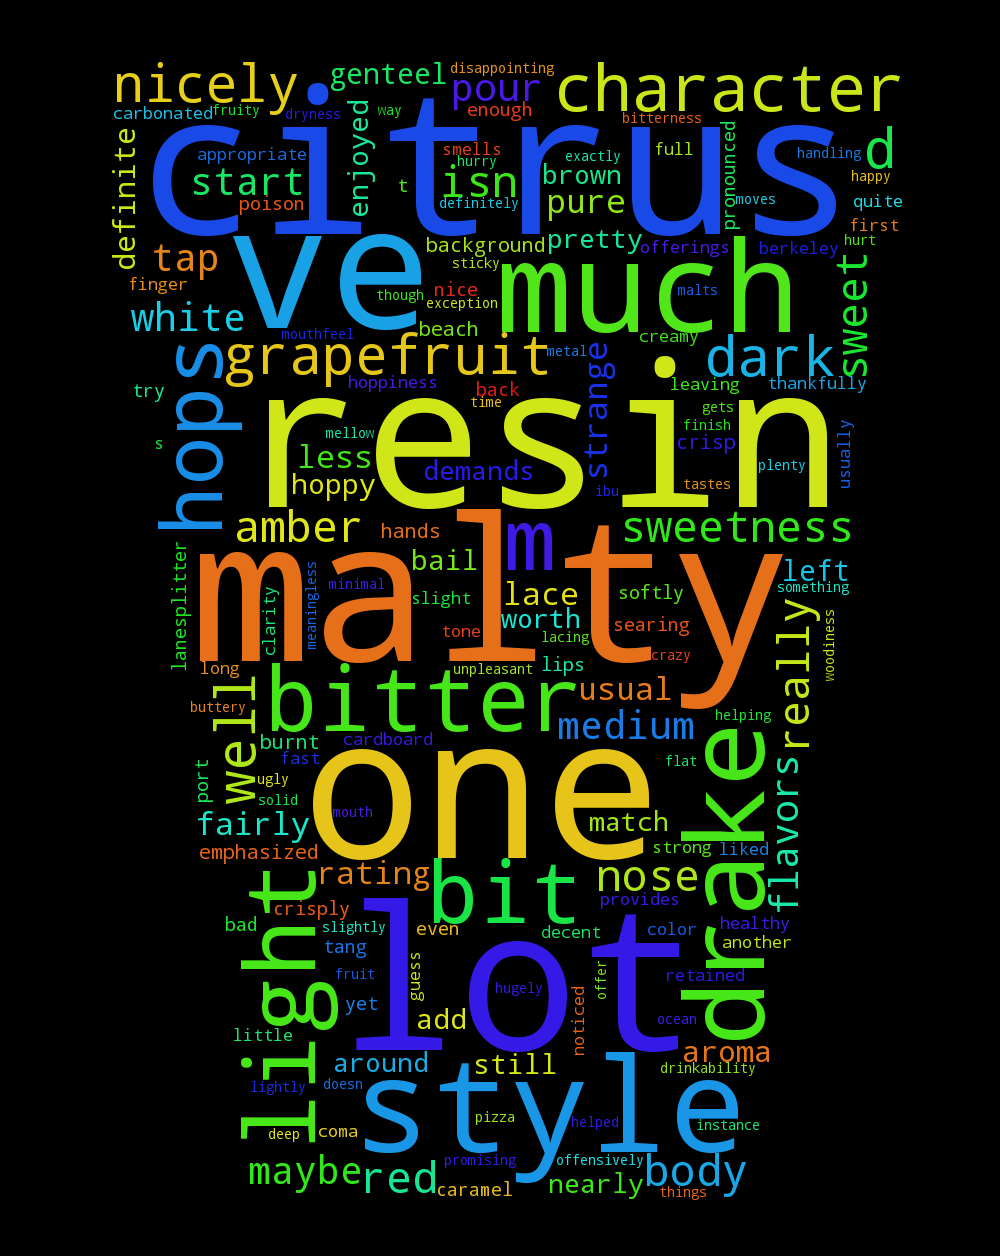 disappointing
nicely
genteel
pour
character
carbonated
fruity
dryness
way
enough
bitterness
citrus
definite
enjoyed
appropriate
start
poison
t
smells
hurry
isn
definitely
exactly
brown
pure
full
pronounced
moves
handling
d
happy
quite
first
tap
finger
white
ve
background
sticky
though
exception
nice
much
pretty
offerings
malts
berkeley
hurt
sweet
mouthfeel
beach
creamy
hops
grapefruit
metal
strange
dark
try
hoppiness
back
time
leaving
thankfully
gets
finish
s
resin
mellow
less
hoppy
demands
ibu
crisp
tastes
plenty
usually
amber
hands
m
sweetness
malty
bail
left
something
lanesplitter
clarity
meaningless
minimal
slight
lace
worth
softly
tone
lacing
searing
crazy
woodiness
long
unpleasant
lips
really
buttery
well
bitter
usual
medium
helping
burnt
cardboard
fast
flat
port
ugly
solid
one
mouth
drake
flavors
fairly
match
strong
liked
emphasized
rating
bit
nose
light
crisply
provides
bad
slightly
even
decent
color
healthy
another
tang
lot
fruit
guess
hugely
offer
retained
yet
add
noticed
ocean
little
around
still
aroma
drinkability
lightly
doesn
style
deep
coma
pizza
helped
instance
maybe
red
promising
offensively
body
caramel
nearly
things